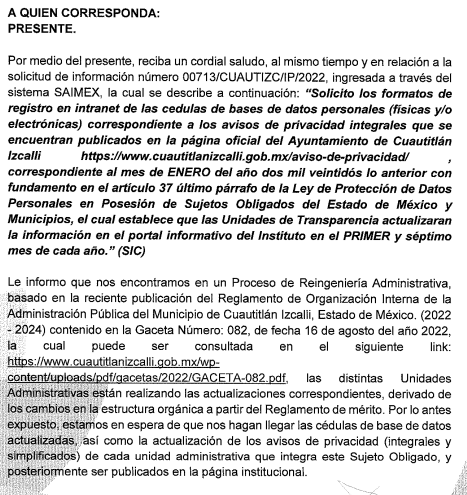 A QUIEN CORRESPONDA:
PRESENTE.
Por medio del presente, reciba un cordial saludo, al mismo tiempo y en relación a la
solicitud de información número 00713/CUAUTIZC/IP/2022, ingresada a través del
sistema SAIMEX, la cual se describe a continuación: “Solicito los formatos de
registro en intranet de las cedulas de bases de datos personales (físicas y/o
electrónicas) correspondiente a los avisos de privacidad integrales que se
encuentran publicados en la página oficial del Ayuntamiento de Cuautitlán
Izcalli https://www.cuautitlanizcalli.gob.mx/aviso-de-privacidad/ ,
correspondiente al mes de ENERO del año dos mil veintidós lo anterior con
fundamento en el artículo 37 último párrafo de la Ley de Protección de Datos
Personales en Posesión de Sujetos Obligados del Estado de México y
Municipios, el cual establece que las Unidades de Transparencia actualizaran
la información en el portal informativo del Instituto en el PRIMER y séptimo
mes de cada año.” (SIC)
Le informo que nos encontramos en un Proceso de Reingeniería Administrativa,
basado en la reciente publicación del Reglamento de Organización Interna de la
Administración Pública del Municipio de Cuautitlán Izcalli, Estado de México. (2022
- 2024) contenido en la Gaceta Número: 082, de fecha 16 de agosto del año 2022,
la cual puede ser consultada en el siguiente link:
https://www.cuautitlanizcalli.gob.mx/wp-
content/uploads/pdf/gacetas/2022/GACETA-082.pdf, las distintas Unidades
Administrativas están realizando las actualizaciones correspondientes, derivado de
los cambios en la estructura orgánica a partir del Reglamento de mérito. Por lo antes
expuesto, estamos en espera de que nos hagan llegar las cédulas de base de datos
actualizadas, así como la actualización de los avisos de privacidad (integrales y
simplificados) de cada unidad administrativa que integra este Sujeto Obligado, y
posteriormente ser publicados en la página institucional.